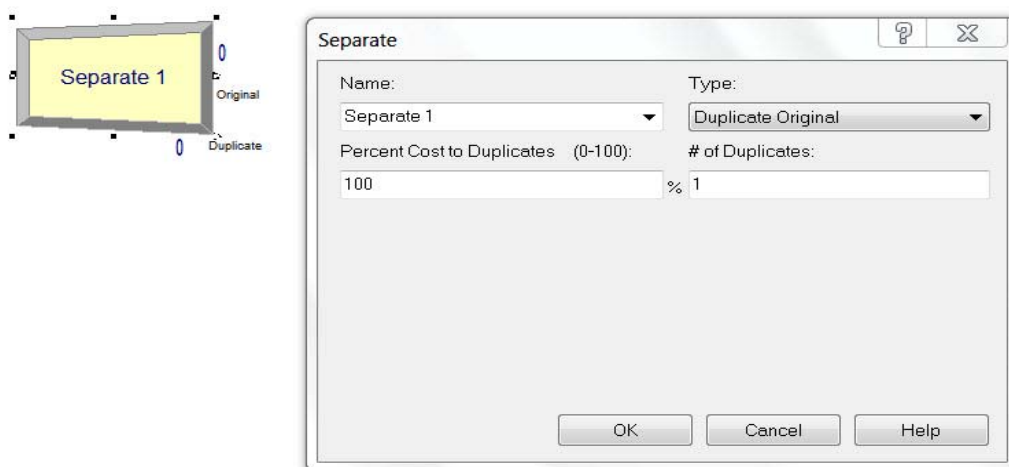 0
Separate 1
Original
0 Duplicate
Separate
Name: Type:
Separate 1 Duplicate Original
Percent Cost to Duplicates (0-100): # of Duplicates:
100 % 1
OK Cancel Help